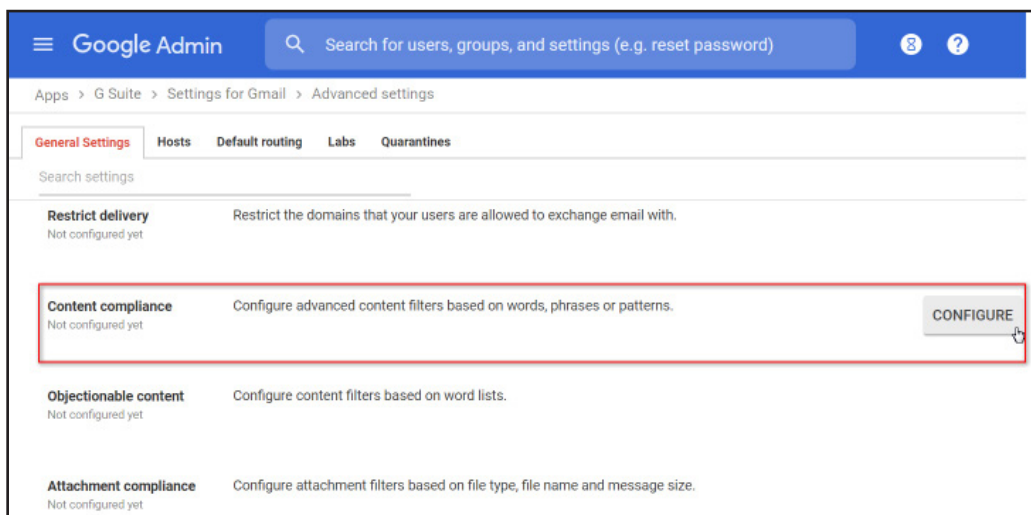 Google Admin
Search for users, groups, and settings (e.g. reset password)
Apps > G Suite > Settings for Gmail > Advanced settings
General Settings Hosts Default routing Labs Quarantines
Search settings
Restrict delivery Restrict the domains that your users are allowed to exchange email with.
Not configured yet
Content compliance Configure advanced content filters based on words, phrases or patterns.
Not configured yet
CONFIGURE
Objectionable content Configure content filters based on word lists.
Not configured yet
Attachment compliance Configure attachment filters based on file type, file name and message size.
Not configured yet